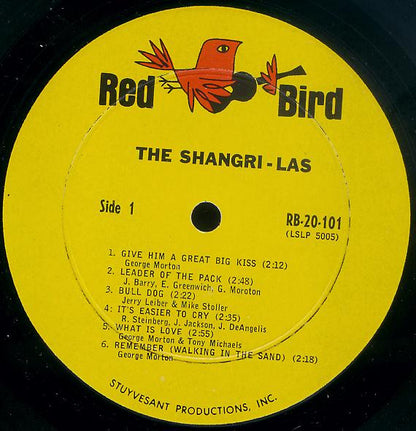 Red Bird
THE SHANGRI-LAS
Side 1
RB-20-101
(LSLP 5005)
1. GIVE HIM A GREAT BIG KISS (2:12)
George Morton
2. LEADER OF THE PACK (2:48)
J. Barry, E. Greenwich, G. Moroton
3. BULL DOG (2:22)
Jerry Leiber & Mike Stoller
4: IT'S EASIER TO CRY (2:35)
R. Steinberg, J. Jackson, J. DeAngelis
5. WHAT IS LOVE (2:55)
George Morton & Tony Michaels
6. REMEMBER (WALKING IN THE SAND) (2:18)
George Morton
STUYVESANT PRODUCTIONS, INC.